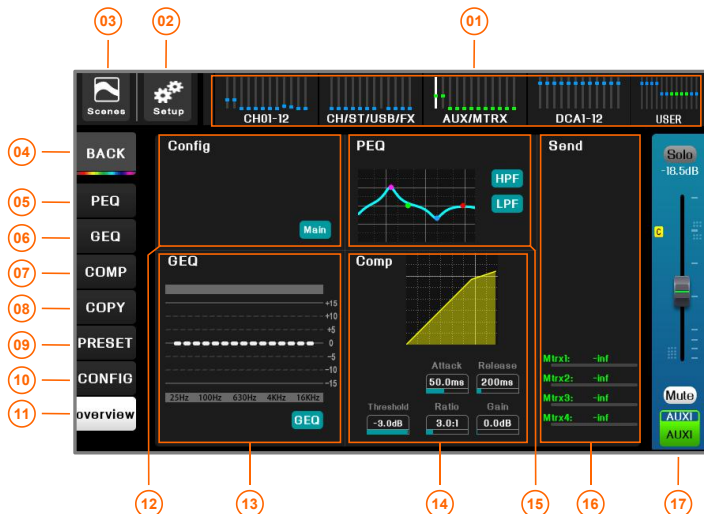 03
02
01
Scenes
Setup
CH01-12
CH/ST/USB/FX
AUX/MTRX
DCA1-12
USER
04
BACK
05
PEQ
06
GEQ
07
COMP
08
COPY
09
PRESET
10
CONFIG
11
overview
Config
Main
PEQ
HPF
LPF
Send
Mtrx1: -inf
Mtrx2: -inf
Mtrx3: -inf
Mtrx4: -inf
GEQ
+15
+10
+5
0
-5
-10
-15
25Hz 100Hz 630Hz 4KHz 16KHz
GEQ
Comp
Attack Release
50.0ms 200ms
Threshold Ratio Gain
-3.0dB 3.0:1 0.0dB
Solo
-18.5dB
C
Mute
AUX1
AUX1
12
13
14
15
16
17